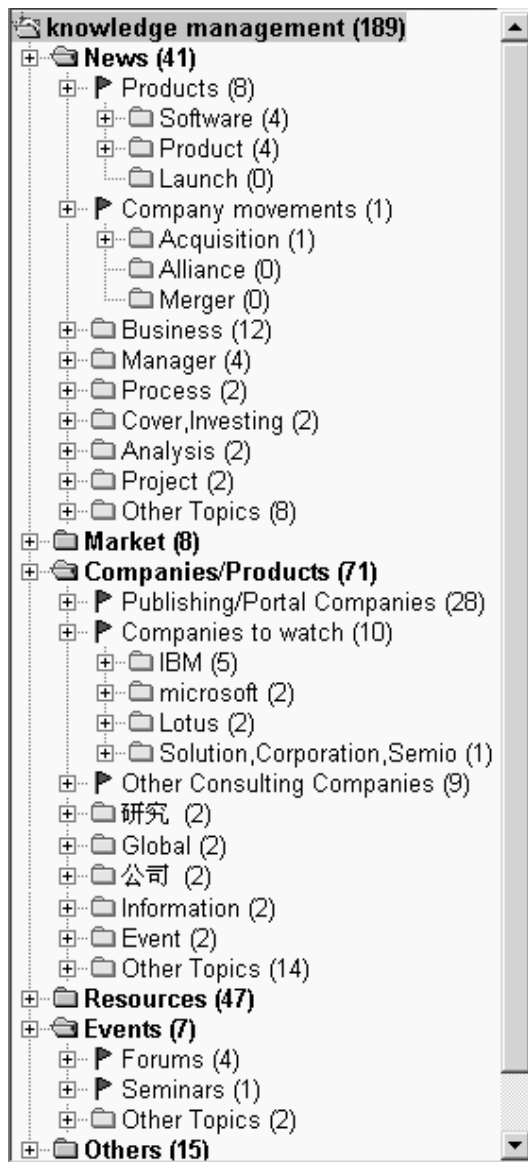 knowledge management (189)
News (41)
Products (8)
Software (4)
Product (4)
Launch (0)
Company movements (1)
Acquisition (1)
Alliance (0)
Merger (0)
Business (12)
Manager (4)
Process (2)
Cover,Investing (2)
Analysis (2)
Project (2)
Other Topics (8)
Market (8)
Companies/Products (71)
Publishing/Portal Companies (28)
Companies to watch (10)
IBM (5)
microsoft (2)
Lotus (2)
Solution,Corporation,Semio (1)
Other Consulting Companies (9)
研究 (2)
Global (2)
公司 (2)
Information (2)
Event (2)
Other Topics (14)
Resources (47)
Events (7)
Forums (4)
Seminars (1)
Other Topics (2)
Others (15)